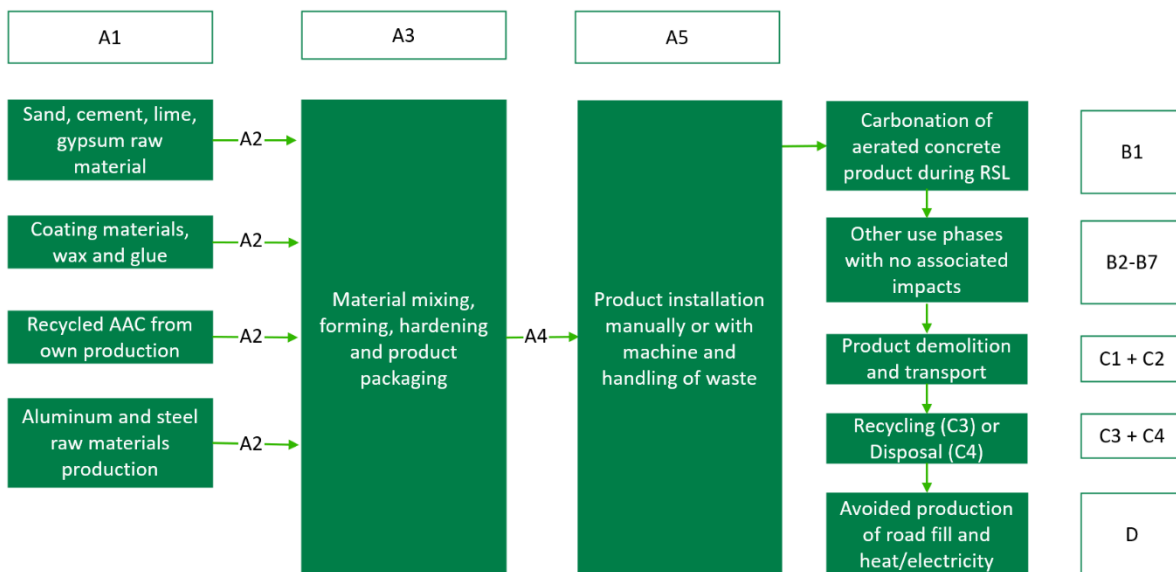 A1
A3
A5
Sand, cement, lime,
gypsum raw
material
A2
Coating materials,
wax and glue
A2
Recycled AAC from
own production
A2
Aluminum and steel
raw materials
production
A2
Material mixing,
forming, hardening
and product
packaging
A4
Product installation
manually or with
machine and
handling of waste
Carbonation of
aerated concrete
product during RSL
B1
Other use phases
with no associated
impacts
B2-B7
Product demolition
and transport
C1 + C2
Recycling (C3) or
Disposal (C4)
C3 + C4
Avoided production
of road fill and
heat/electricity
D